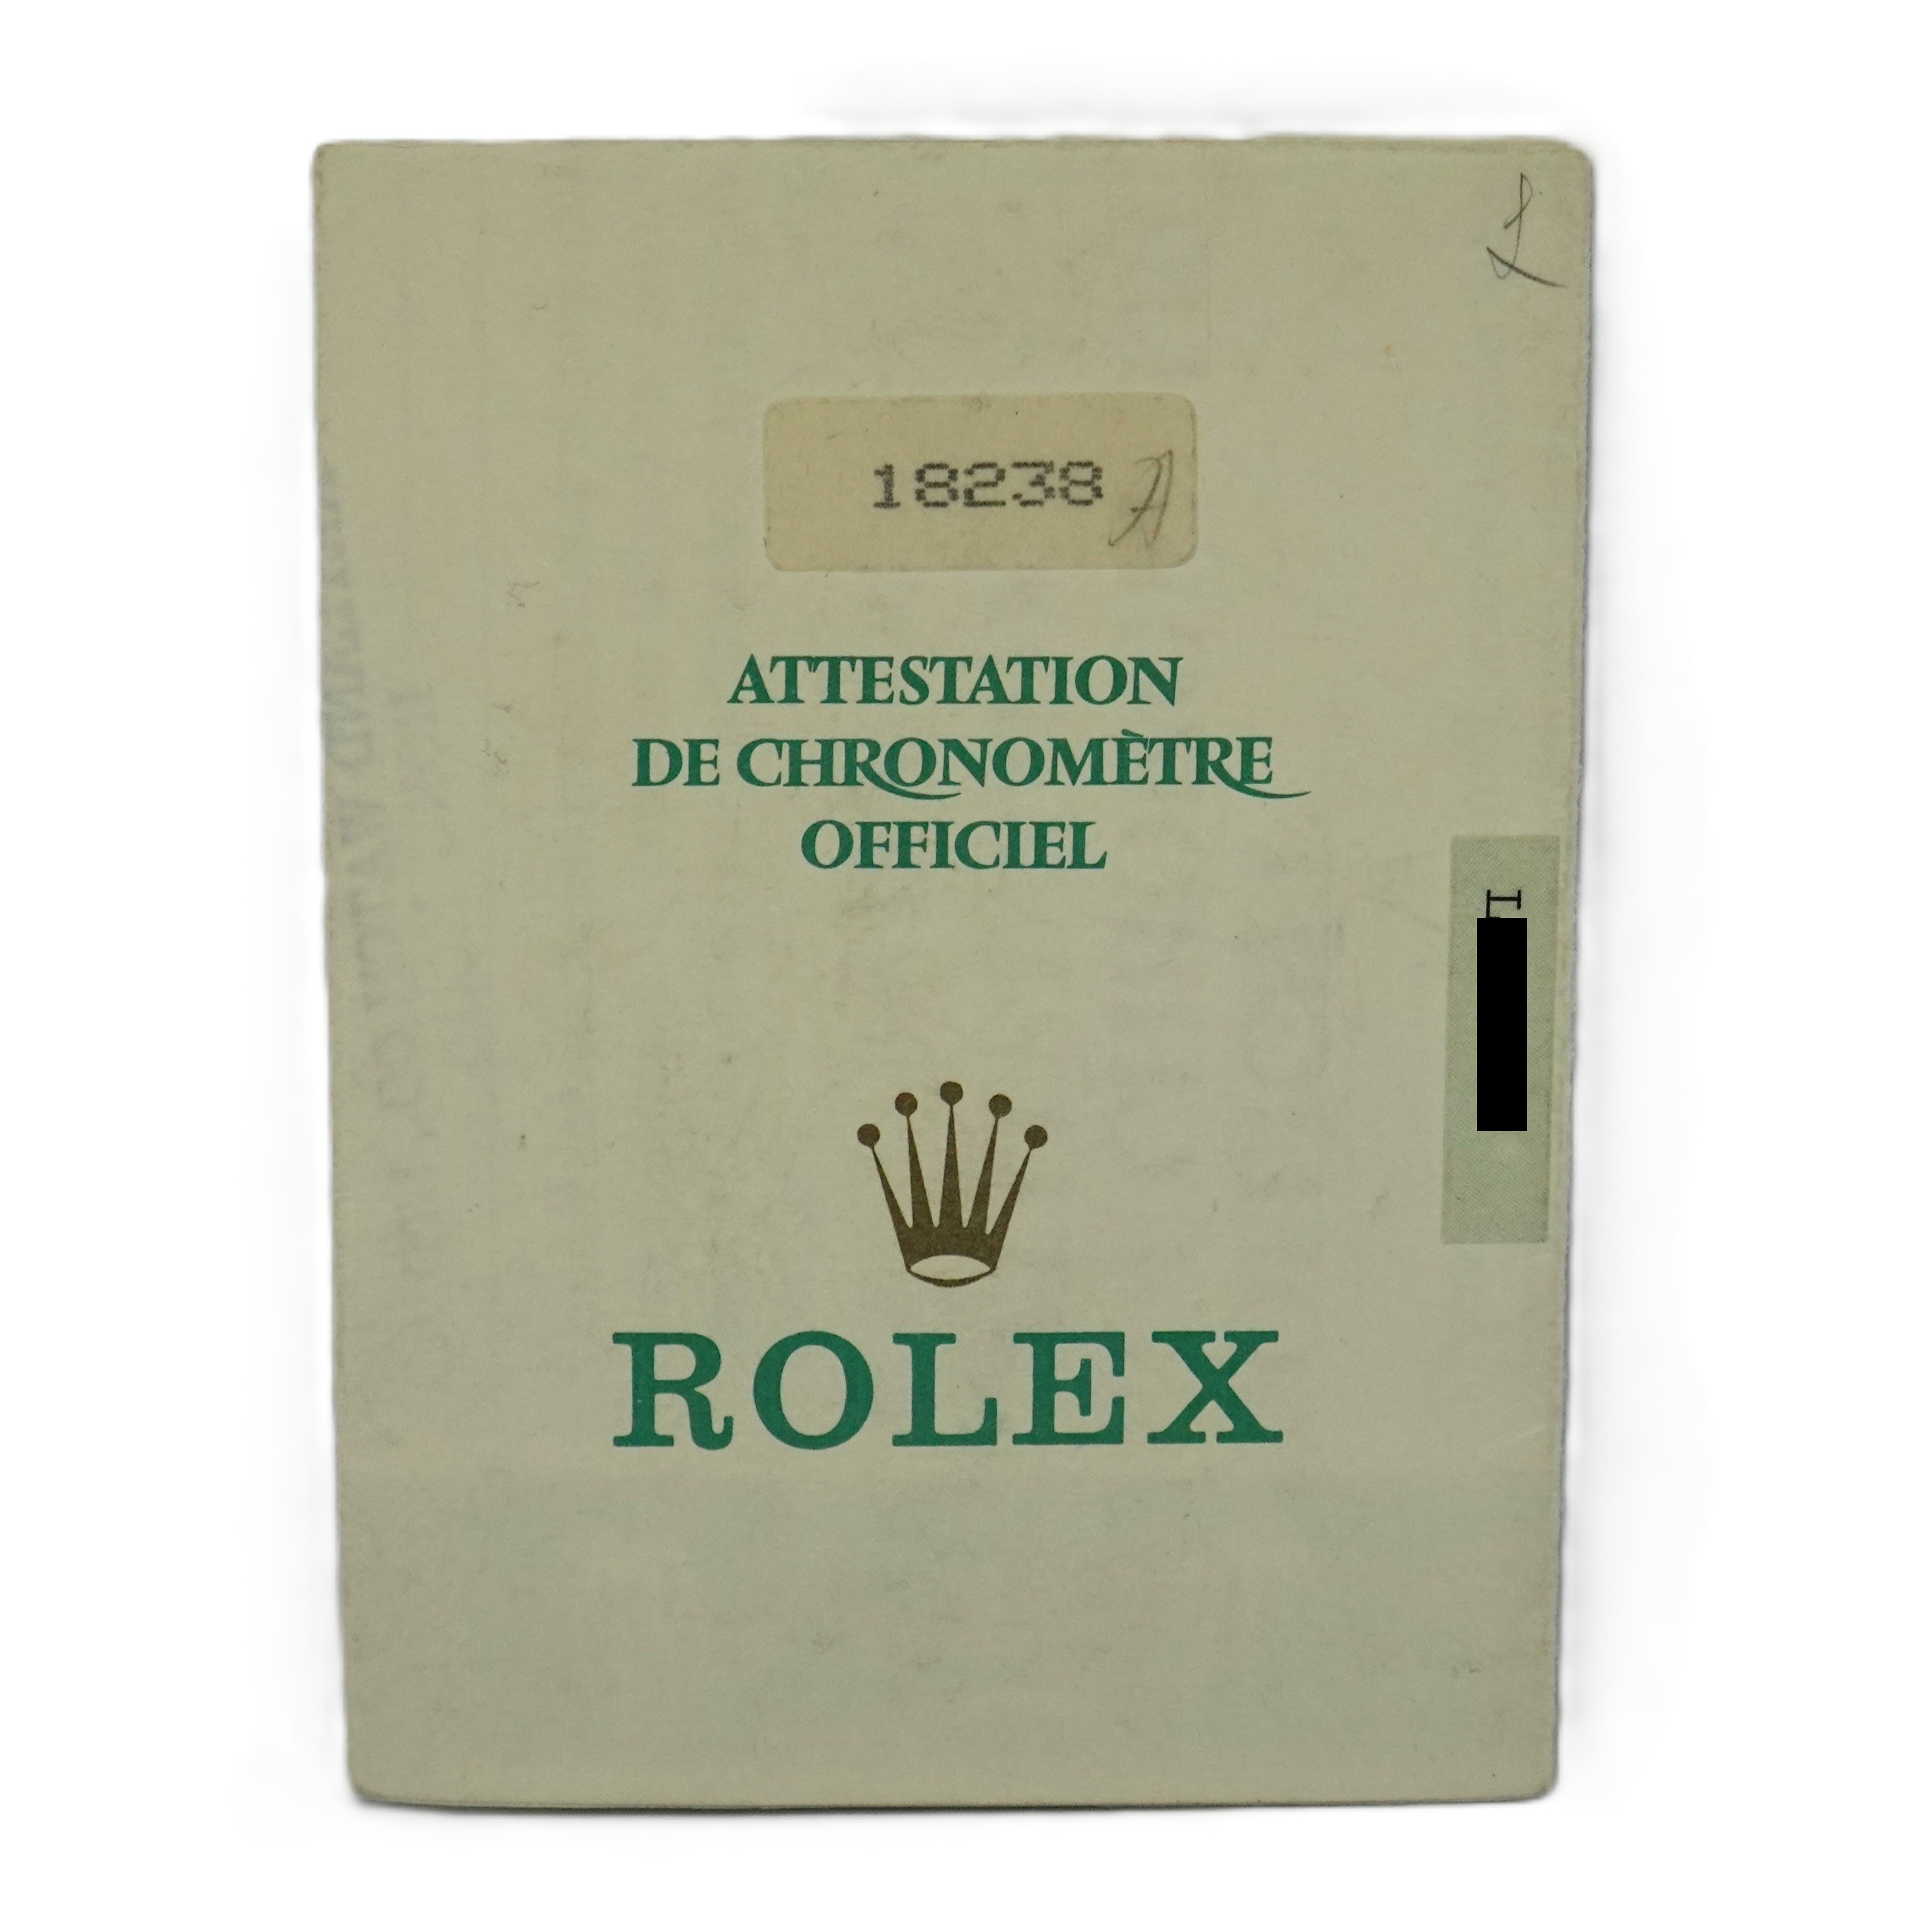 18238 A
ATTESTATION
DE CHRONOMÈTRE
OFFICIEL
ROLEX